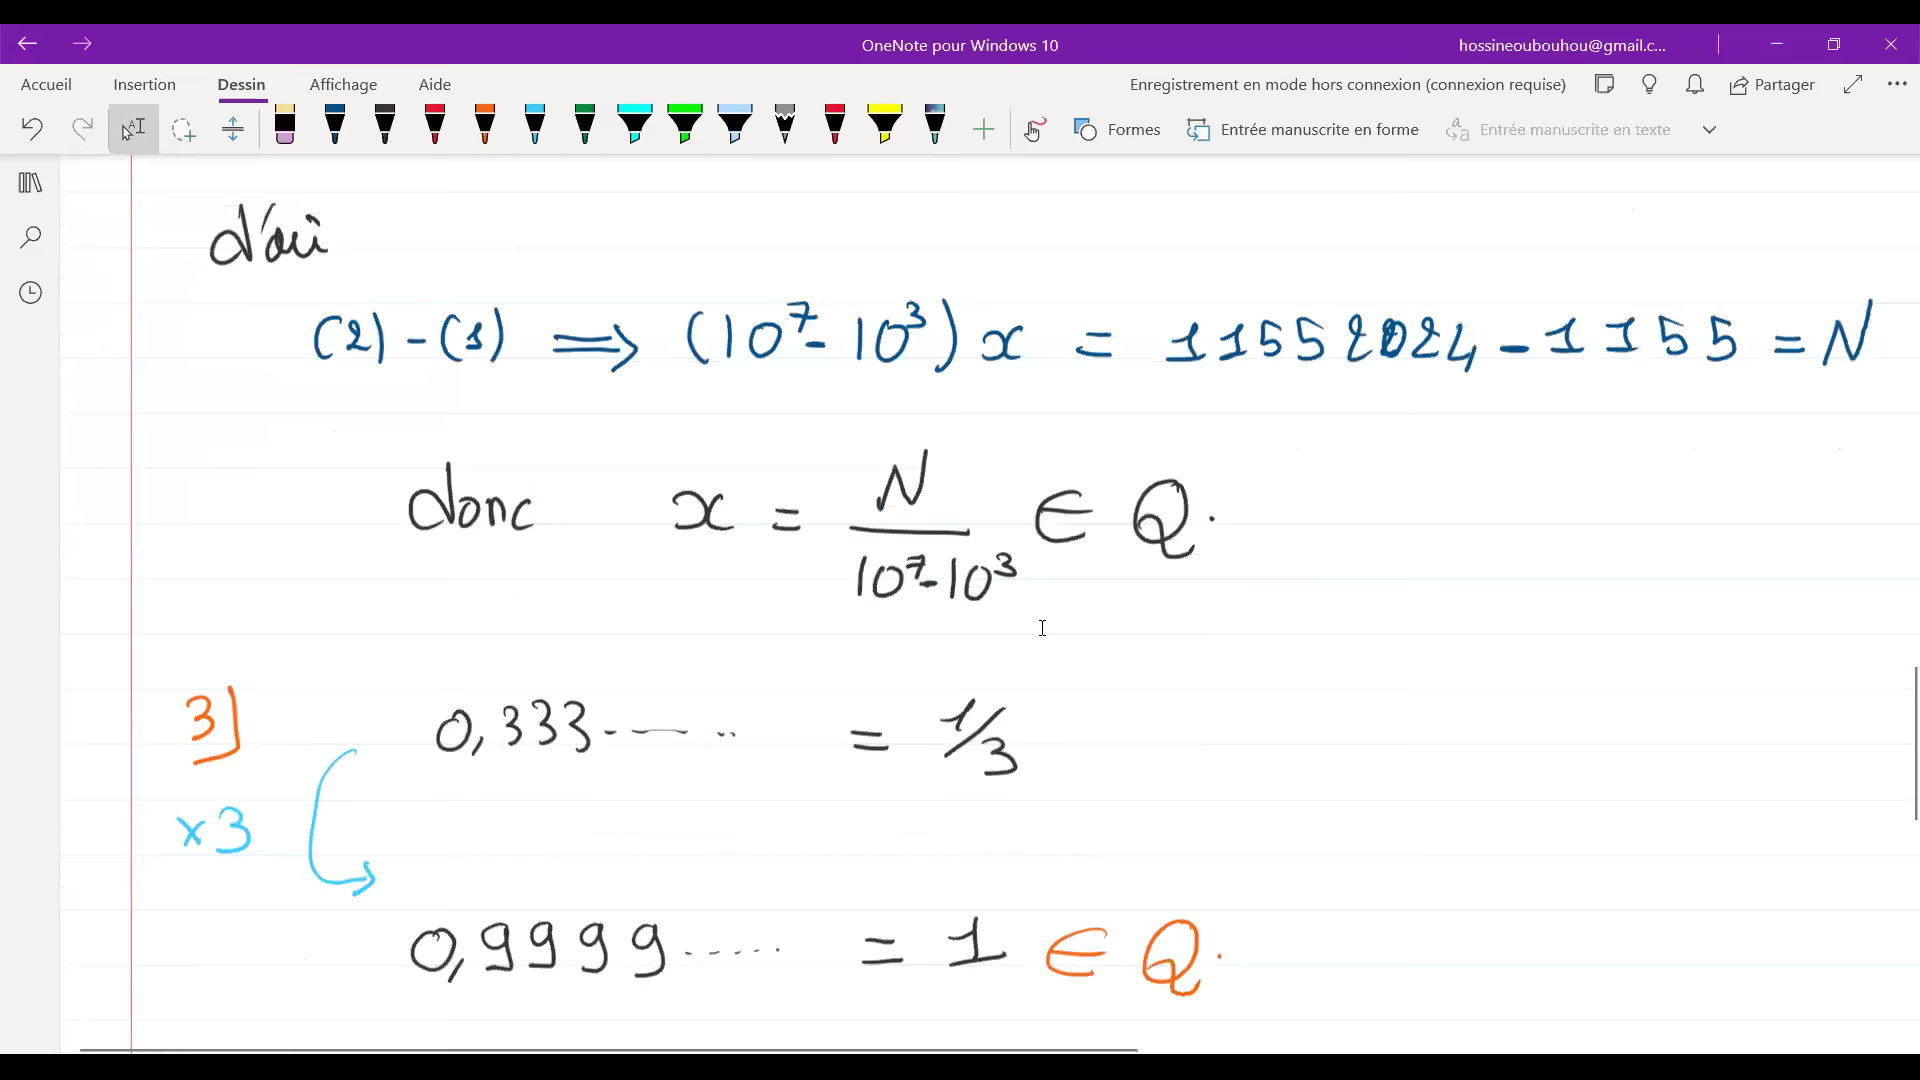 OneNote pour Windows 10
hossineoubouhou@gmail.c...
Accueil Insertion Dessin Affichage Aide
Enregistrement en mode hors connexion (connexion requise)
Partager
Formes
Entrée manuscrite en forme
Entrée manuscrite en texte
d'où
(2) - (1) ⟹ (10⁷ - 10³) x = 11552024 - 1155 = N
donc x = N / (10⁷ - 10³) ∈ Q.
3] 0,333------.. = 1/3
x3
0,9999...... = 1 ∈ Q.